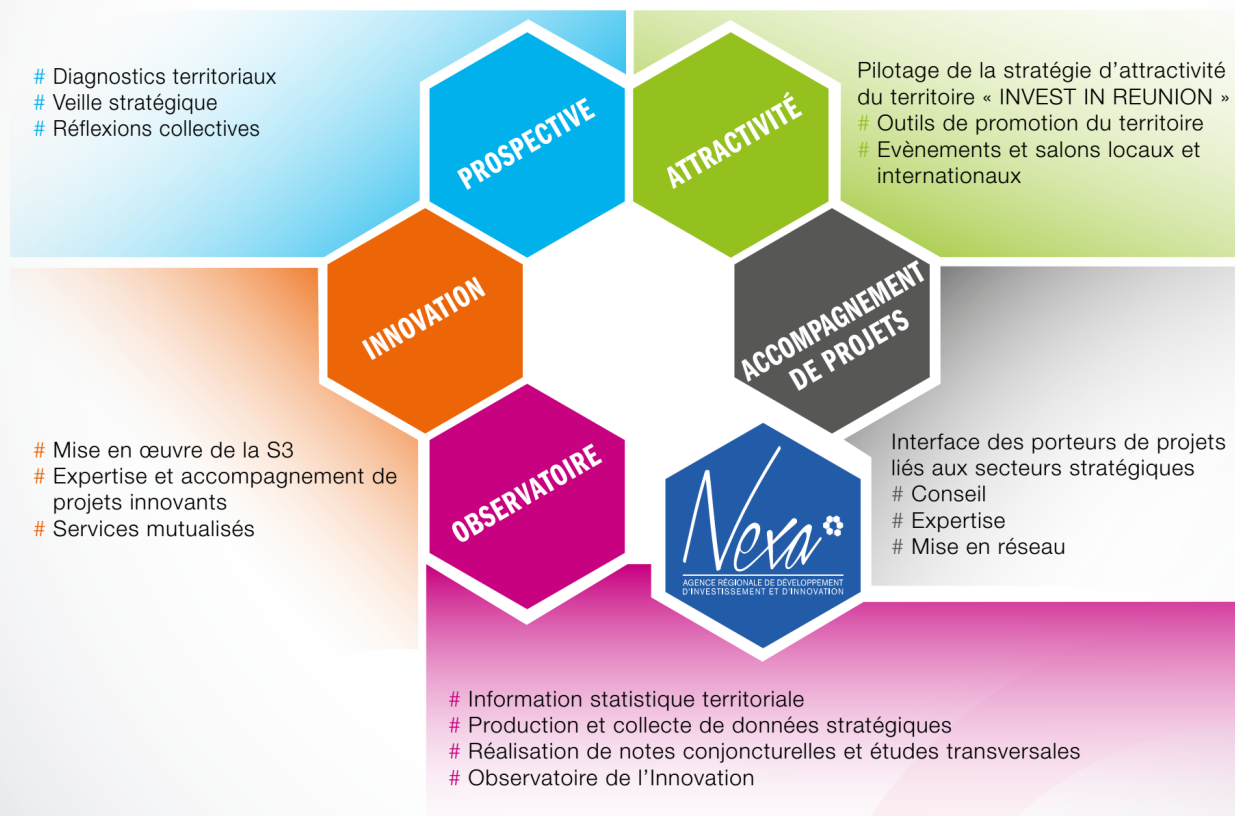 # Diagnostics territoriaux
# Veille stratégique
# Réflexions collectives
PROSPECTIVE
ATTRACTIVITÉ
Pilotage de la stratégie d'attractivité
du territoire « INVEST IN REUNION »
# Outils de promotion du territoire
# Evènements et salons locaux et
internationaux
INNOVATION
# Mise en œuvre de la S3
# Expertise et accompagnement de
projets innovants
# Services mutualisés
ACCOMPAGNEMENT
DE PROJETS
Interface des porteurs de projets
liés aux secteurs stratégiques
# Conseil
# Expertise
# Mise en réseau
OBSERVATOIRE
Nexa
AGENCE RÉGIONALE DE DÉVELOPPEMENT
D'INVESTISSEMENT ET D'INNOVATION
# Information statistique territoriale
# Production et collecte de données stratégiques
# Réalisation de notes conjoncturelles et études transversales
# Observatoire de l'Innovation